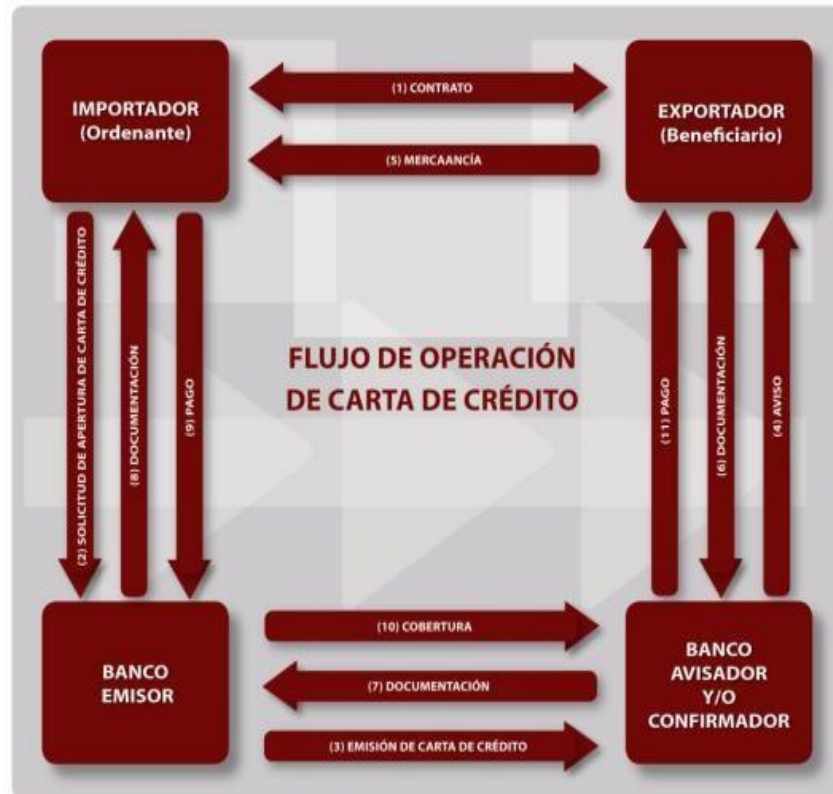 IMPORTADOR
(Ordenante)
(1) CONTRATO
(5) MERCAANCÍA
EXPORTADOR
(Beneficiario)
(2) SOLICITUD DE APERTURA DE CARTA DE CRÉDITO
(8) DOCUMENTACIÓN
(9) PAGO
FLUJO DE OPERACIÓN
DE CARTA DE CRÉDITO
(11) PAGO
(6) DOCUMENTACIÓN
(4) AVISO
BANCO
EMISOR
(10) COBERTURA
(7) DOCUMENTACIÓN
(3) EMISIÓN DE CARTA DE CRÉDITO
BANCO
AVISADOR
Y/O
CONFIRMADOR